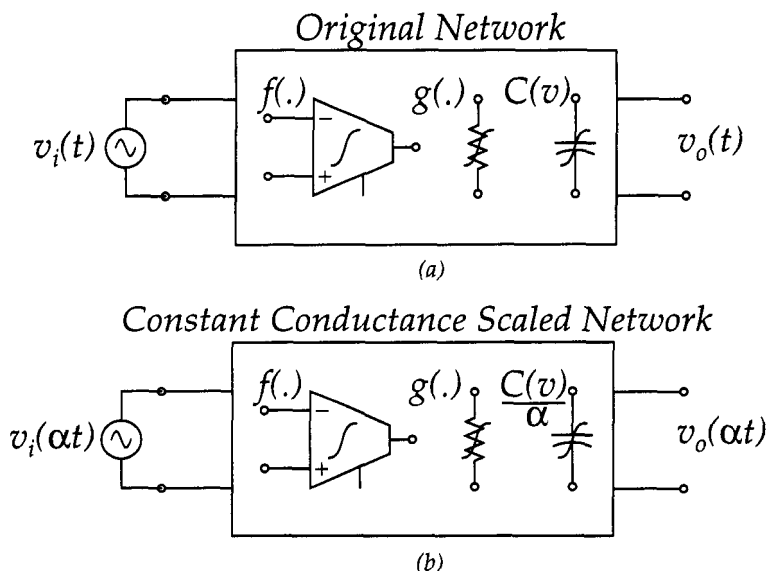 Original Network
f(.)
g(.)
C(v)
−
+
v_i(t)
v_o(t)
(a)
Constant Conductance Scaled Network
f(.)
g(.)
C(v)
α
−
+
v_i(αt)
v_o(αt)
(b)